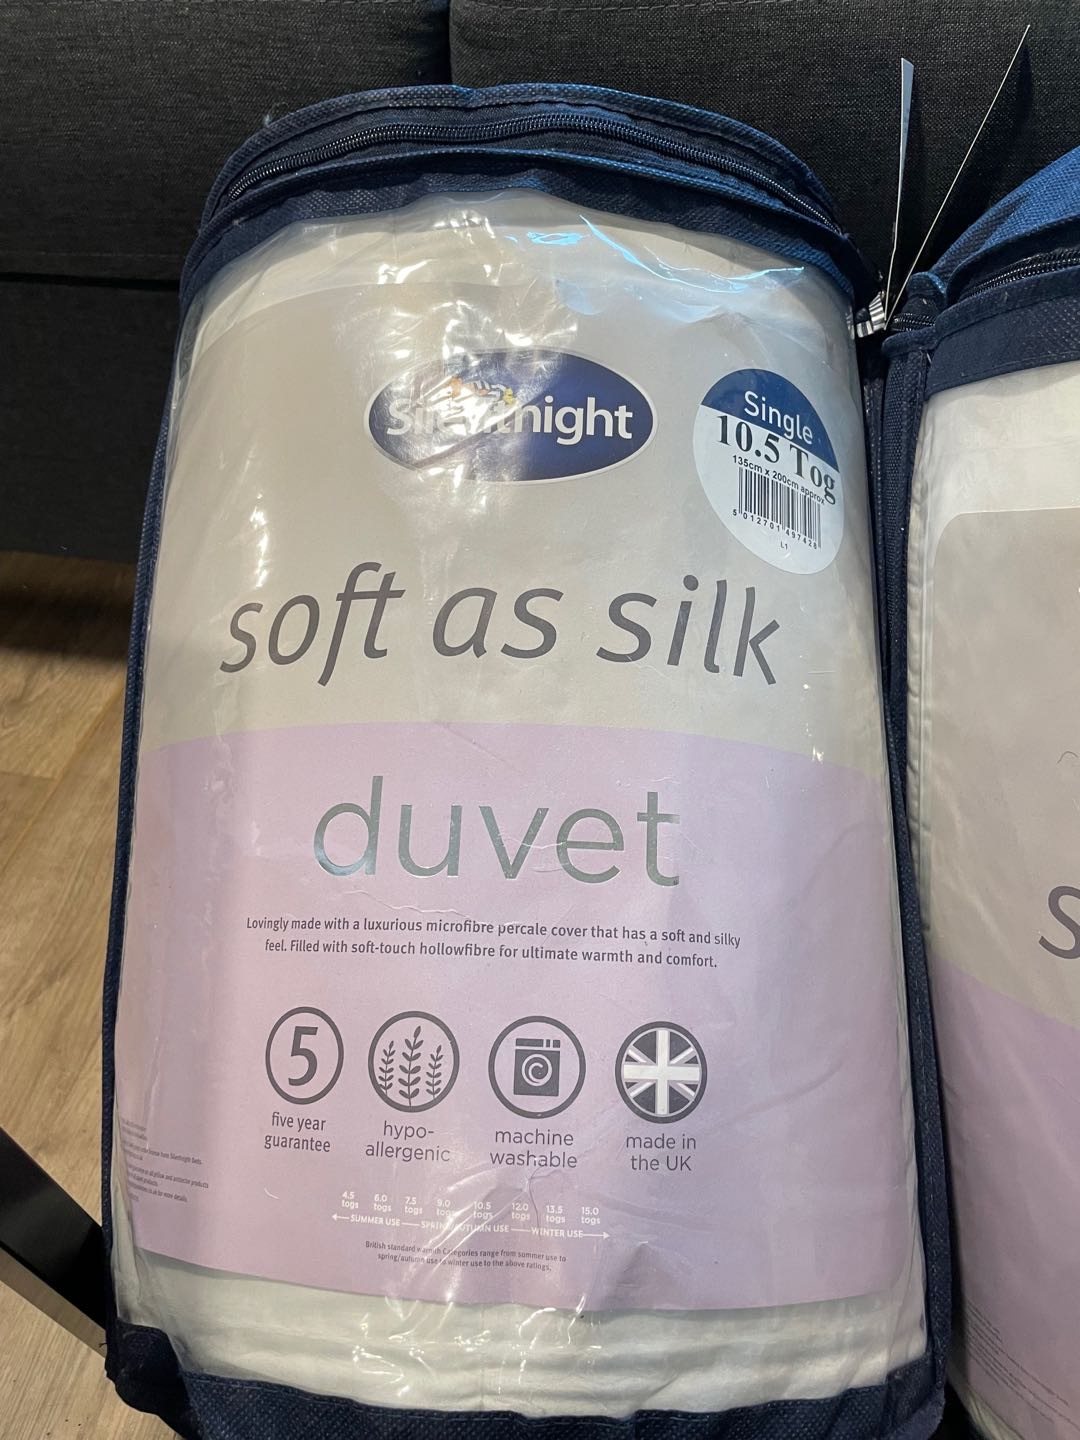 Silentnight
Single
10.5 Tog
135cm x 200cm approx
5 012701 497428
L1
soft as silk
duvet
Lovingly made with a luxurious microfibre percale cover that has a soft and silky
feel. Filled with soft-touch hollowfibre for ultimate warmth and comfort.
5
five year
guarantee
hypo-
allergenic
machine
washable
made in
the UK
4.5 togs 6.0 togs 7.5 togs 9.0 togs 10.5 togs 12.0 togs 13.5 togs 15.0 togs
SUMMER USE SPRING/AUTUMN USE WINTER USE
British standard warmth Categories range from summer use to
spring/autumn use to winter use to the above ratings.
s